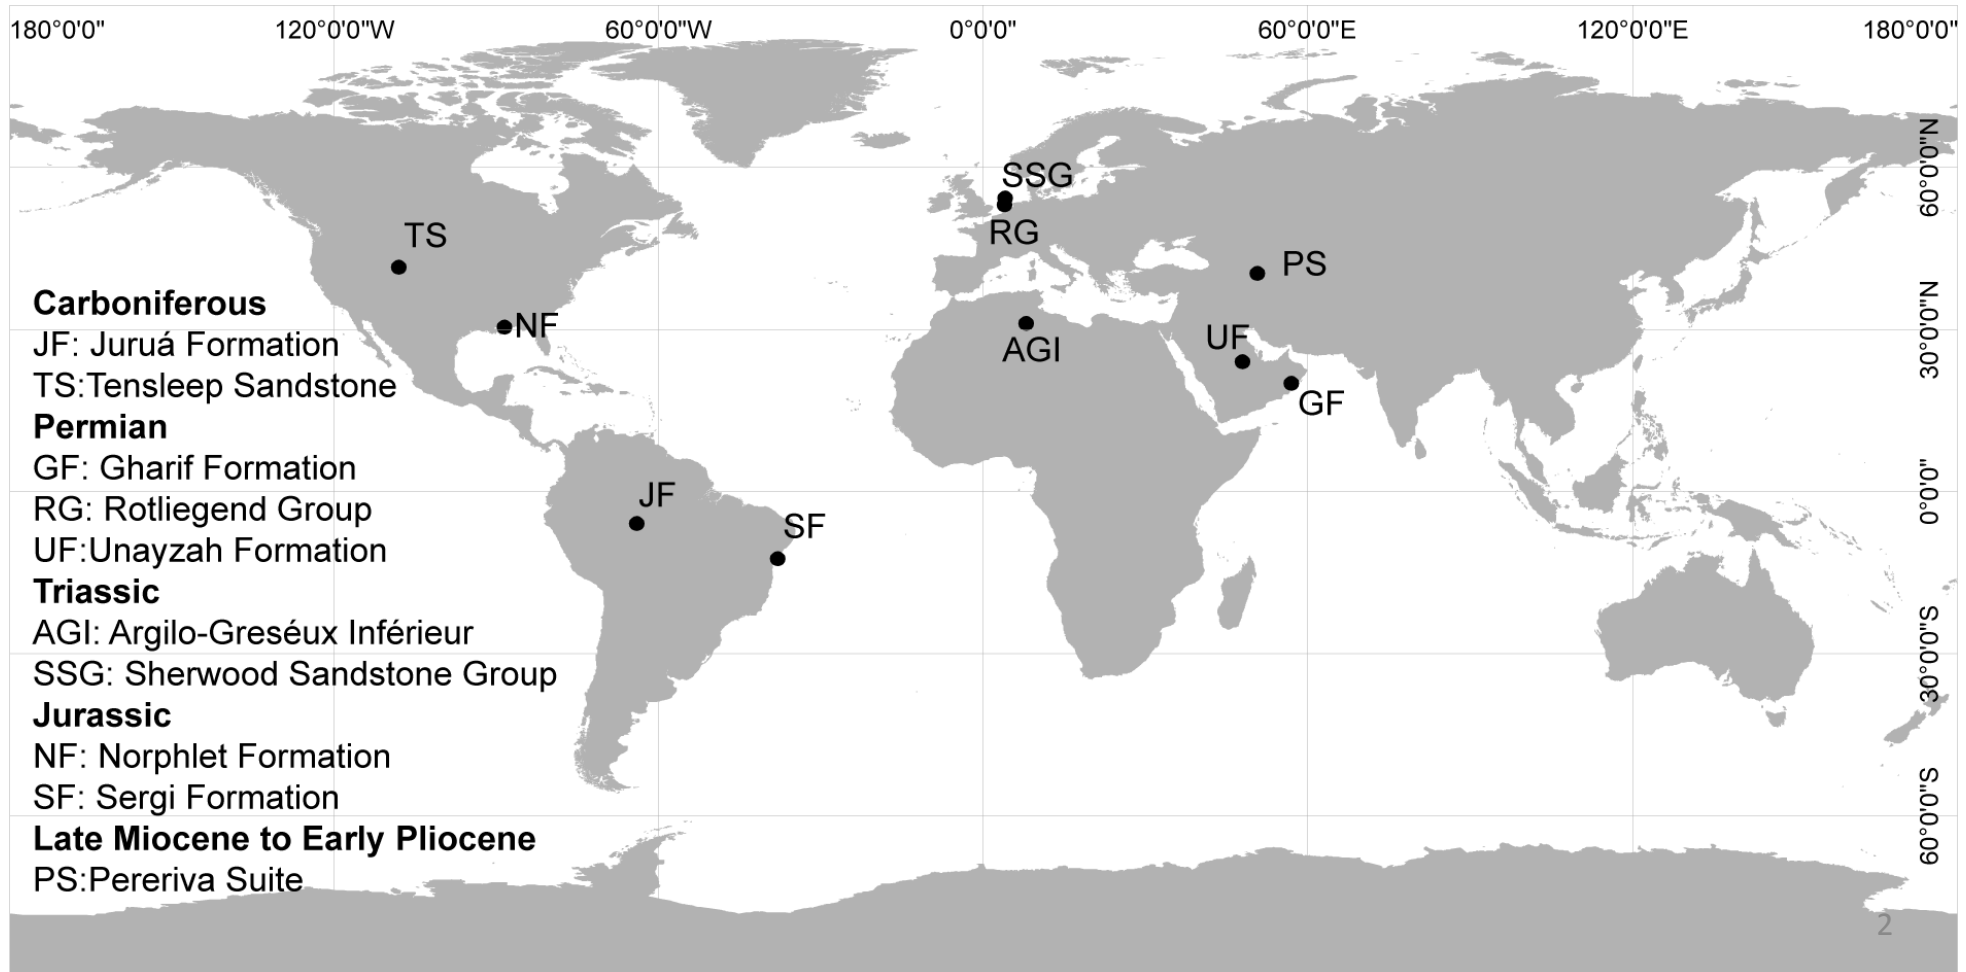 180°0'0"
120°0'0"W
60°0'0"W
0°0'0"
60°0'0"E
120°0'0"E
180°0'0"
60°0'0"N
30°0'0"N
0°0'0"
30°0'0"S
60°0'0"S
SSG
RG
TS
PS
NF
AGI
UF
GF
JF
SF
Carboniferous
JF: Juruá Formation
TS:Tensleep Sandstone
Permian
GF: Gharif Formation
RG: Rotliegend Group
UF:Unayzah Formation
Triassic
AGI: Argilo-Greséux Inférieur
SSG: Sherwood Sandstone Group
Jurassic
NF: Norphlet Formation
SF: Sergi Formation
Late Miocene to Early Pliocene
PS:Pereriva Suite
2